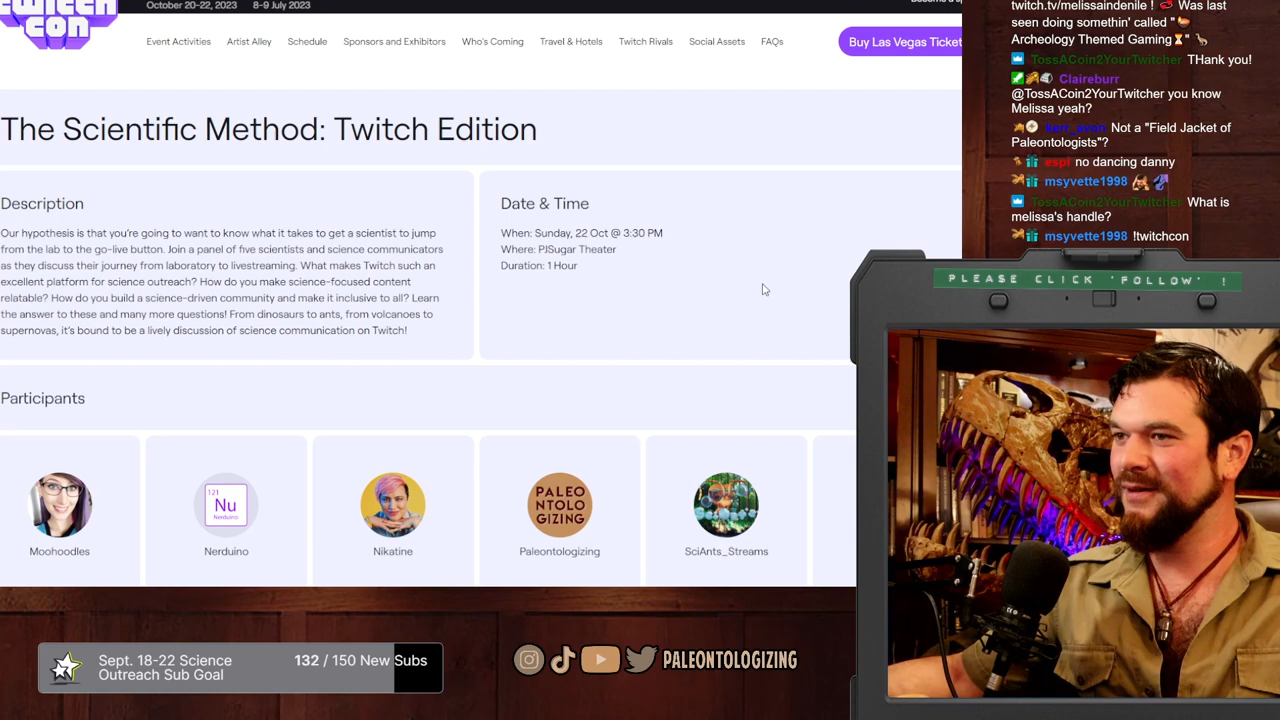 TWITCH
CON
October 20-22, 2023
8-9 July 2023
Event Activities
Artist Alley
Schedule
Sponsors and Exhibitors
Who's Coming
Travel & Hotels
Twitch Rivals
Social Assets
FAQs
Buy Las Vegas Ticket
The Scientific Method: Twitch Edition
Description
Our hypothesis is that you're going to want to know what it takes to get a scientist to jump
from the lab to the go-live button. Join a panel of five scientists and science communicators
as they discuss their journey from laboratory to livestreaming. What makes Twitch such an
excellent platform for science outreach? How do you make science-focused content
relatable? How do you build a science-driven community and make it inclusive to all? Learn
the answer to these and many more questions! From dinosaurs to ants, from volcanoes to
supernovas, it's bound to be a lively discussion of science communication on Twitch!
Date & Time
When: Sunday, 22 Oct @ 3:30 PM
Where: PJSugar Theater
Duration: 1 Hour
Participants
121
Nu
Nerduino
PALEO
NTOLO
GIZING
Moohoodles
Nerduino
Nikatine
Paleontologizing
SciAnts_Streams
twitch.tv/melissaindenile ! Was last
seen doing somethin' called "
Archeology Themed Gaming "
TossACoin2YourTwitcher THank you!
Claireburr
@TossACoin2YourTwitcher you know
Melissa yeah?
kerr_avon Not a "Field Jacket of
Paleontologists"?
espi no dancing danny
msyvette1998
TossACoin2YourTwitcher What is
melissa's handle?
msyvette1998 !twitchcon
PLEASE CLICK 'FOLLOW' !
Sept. 18-22 Science
Outreach Sub Goal
132 / 150 New Subs
PALEONTOLOGIZING